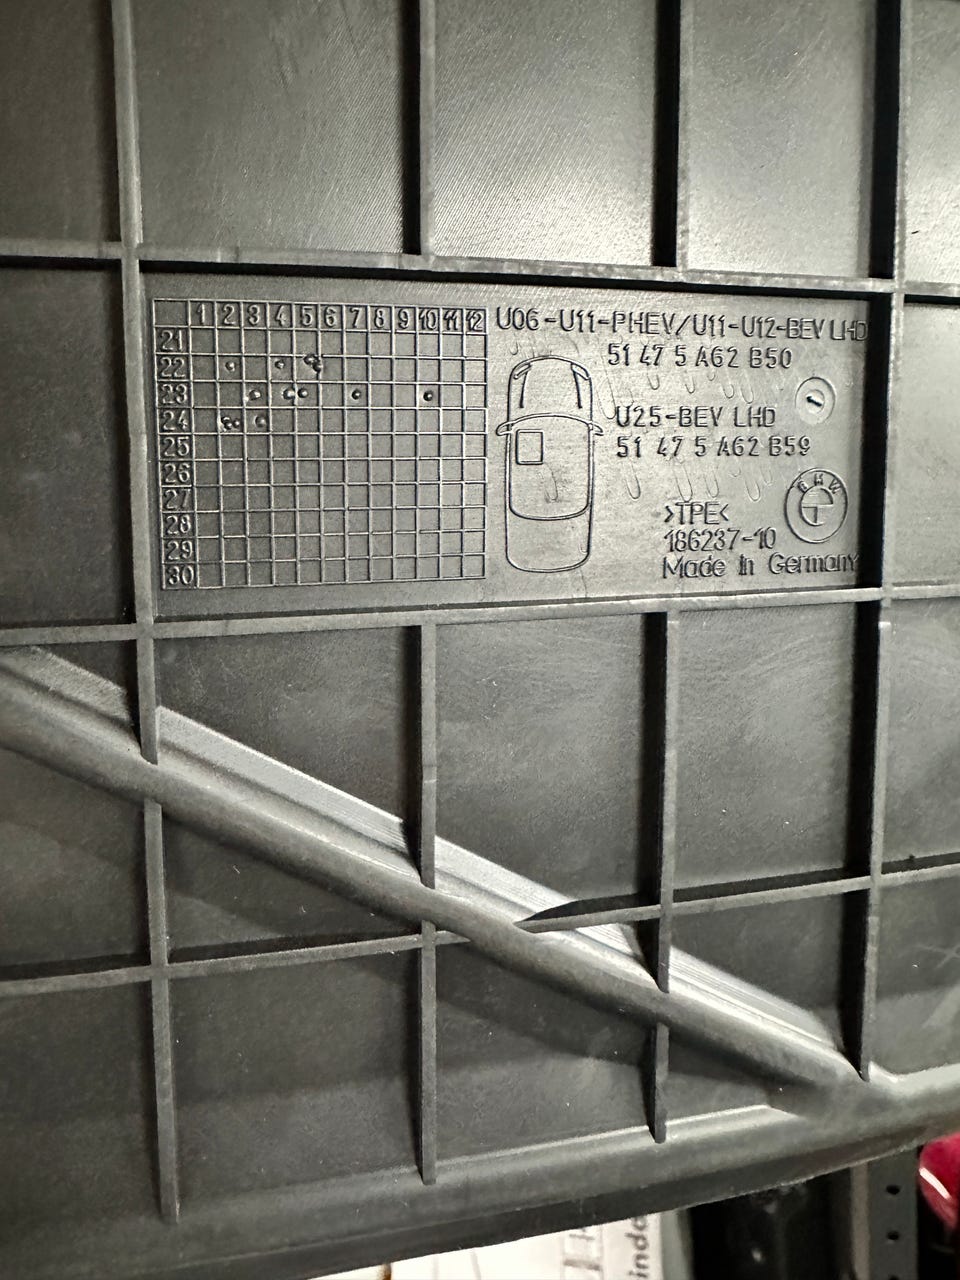 1 2 3 4 5 6 7 8 9 10 11 12
21
22
23
24
25
26
27
28
29
30
U06-U11-PHEV/U11-U12-BEV LHD
51 47 5 A62 B50
U25-BEV LHD
51 47 5 A62 B59
BMW
>TPE<
186237-10
Made In Germany